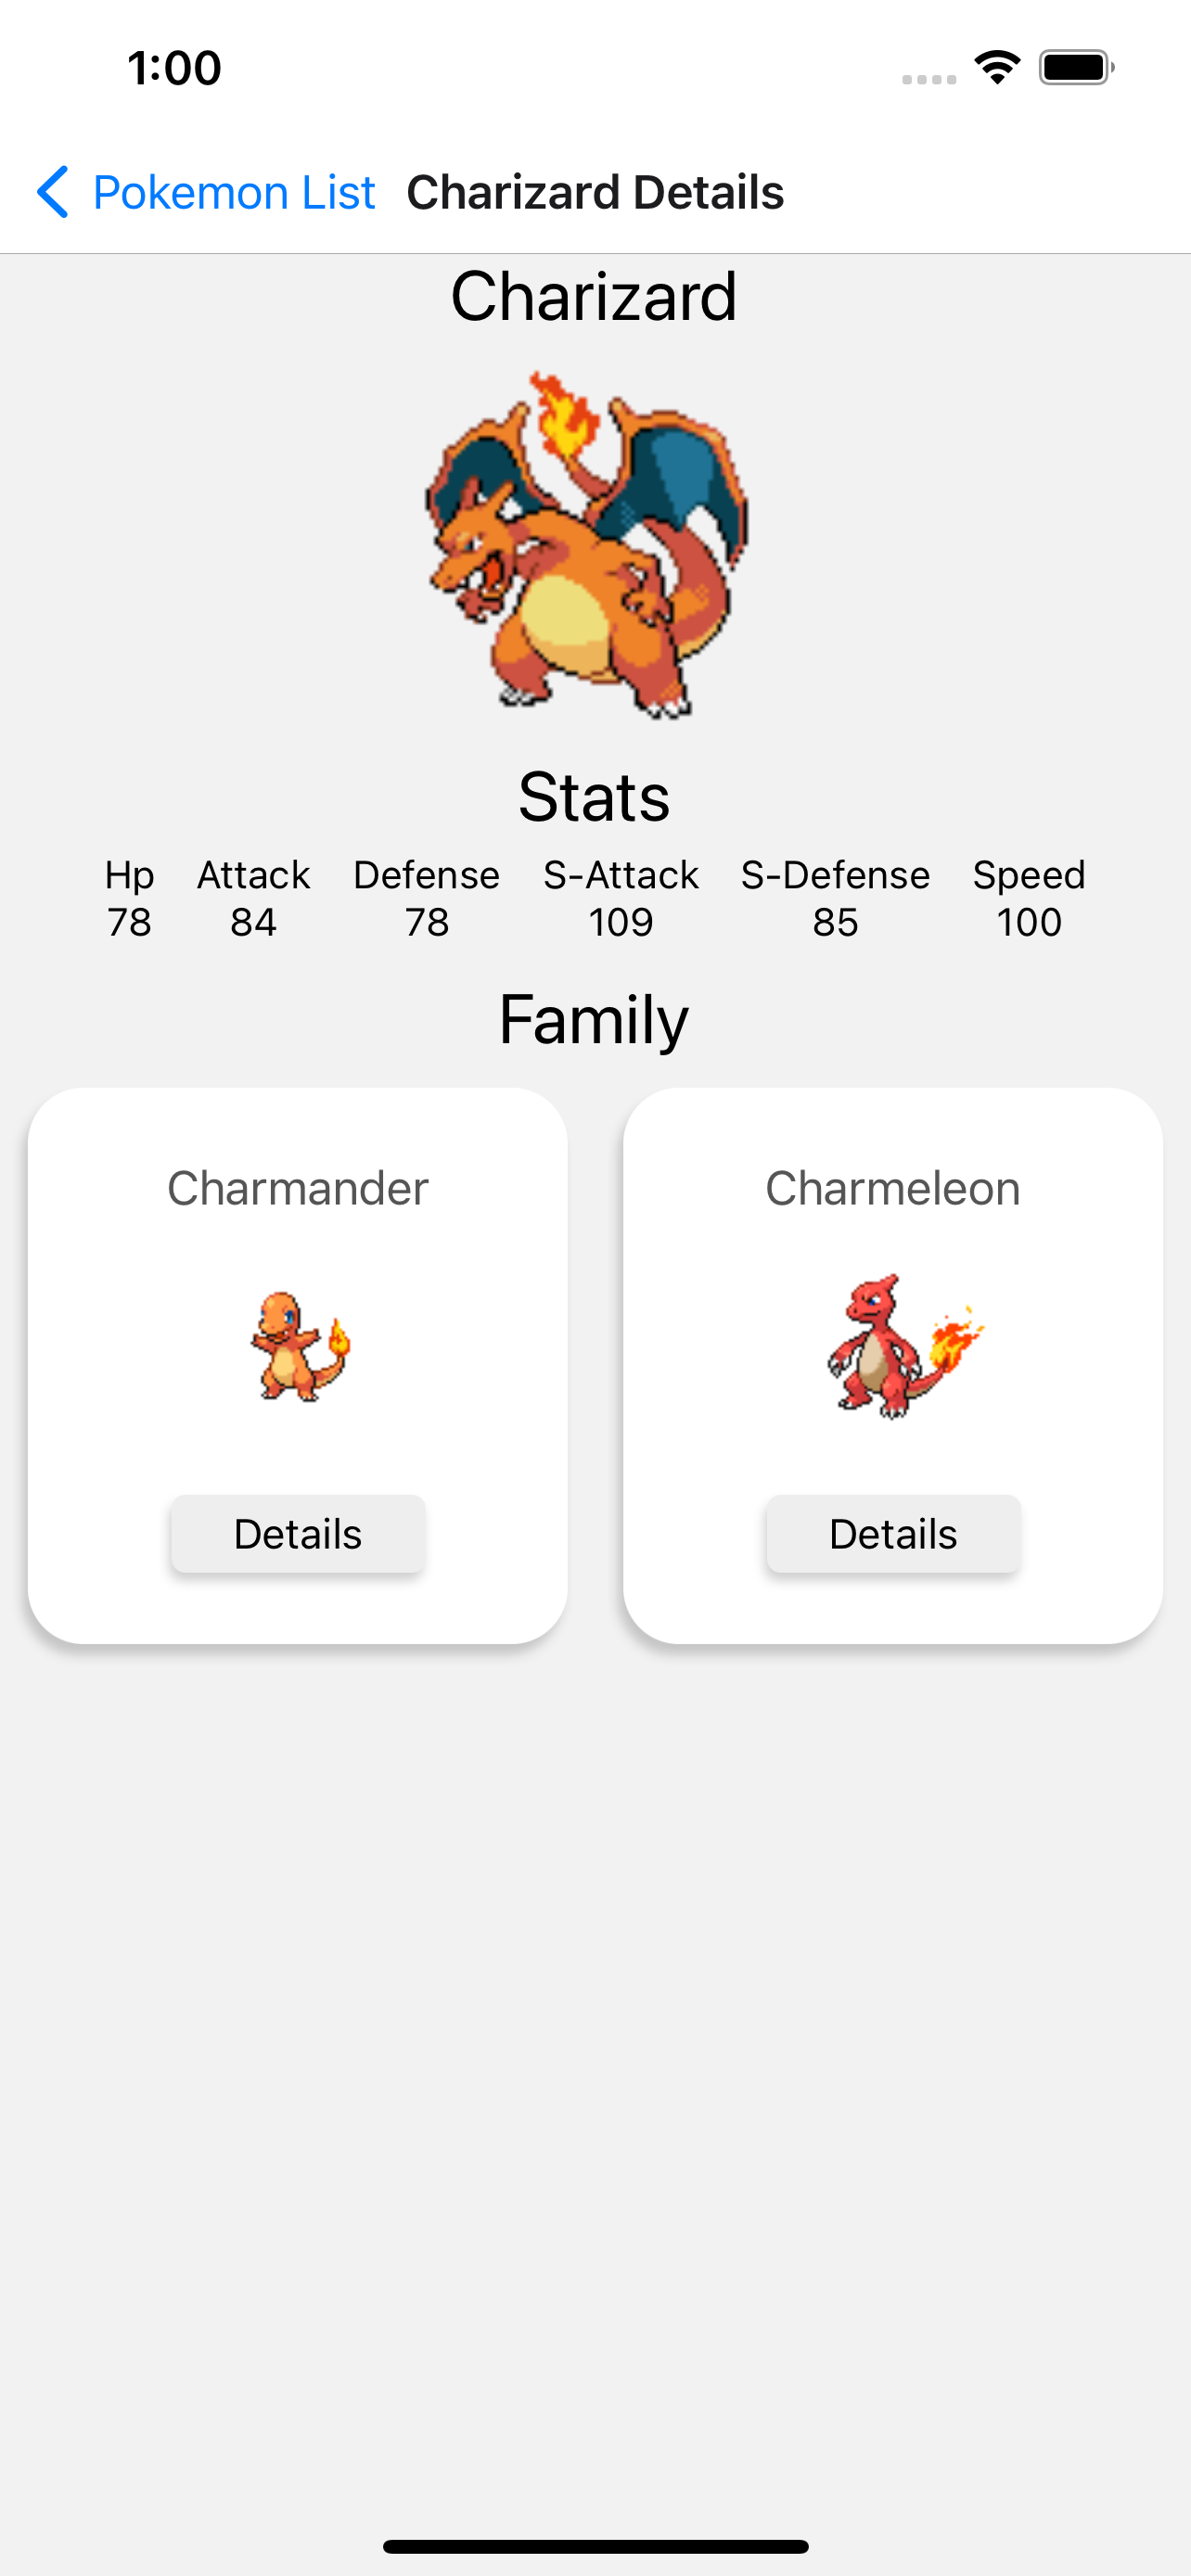 1:00
Pokemon List Charizard Details
Charizard
Stats
Hp Attack Defense S-Attack S-Defense Speed
78 84 78 109 85 100
Family
Charmander Charmeleon
Details Details